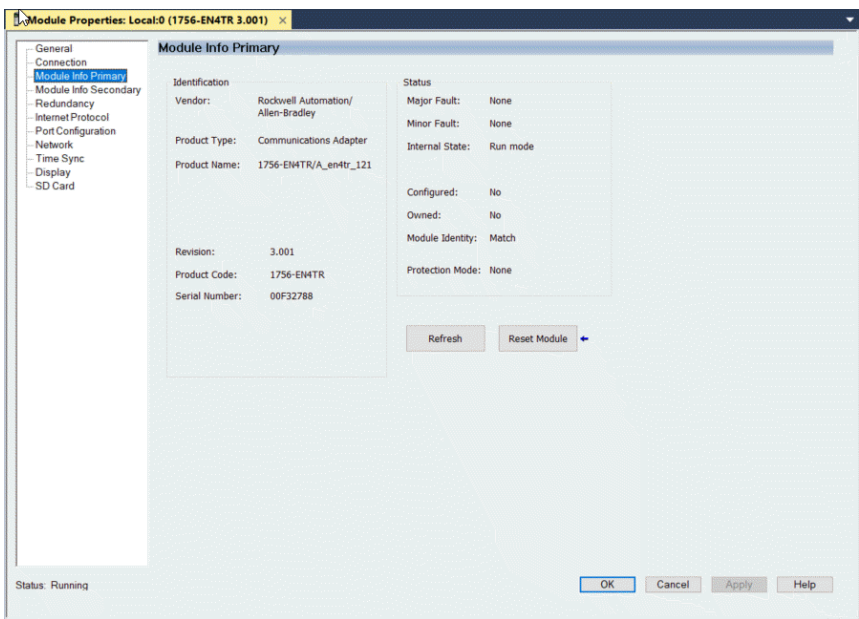 Module Properties: Local:0 (1756-EN4TR 3.001) ×
General
Connection
Module Info Primary
Module Info Secondary
Redundancy
Internet Protocol
Port Configuration
Network
Time Sync
Display
SD Card
Module Info Primary
Identification
Vendor: Rockwell Automation/
Allen-Bradley
Product Type: Communications Adapter
Product Name: 1756-EN4TR/A_en4tr_121
Revision: 3.001
Product Code: 1756-EN4TR
Serial Number: 00F32788
Status
Major Fault: None
Minor Fault: None
Internal State: Run mode
Configured: No
Owned: No
Module Identity: Match
Protection Mode: None
Refresh Reset Module
Status: Running
OK Cancel Apply Help